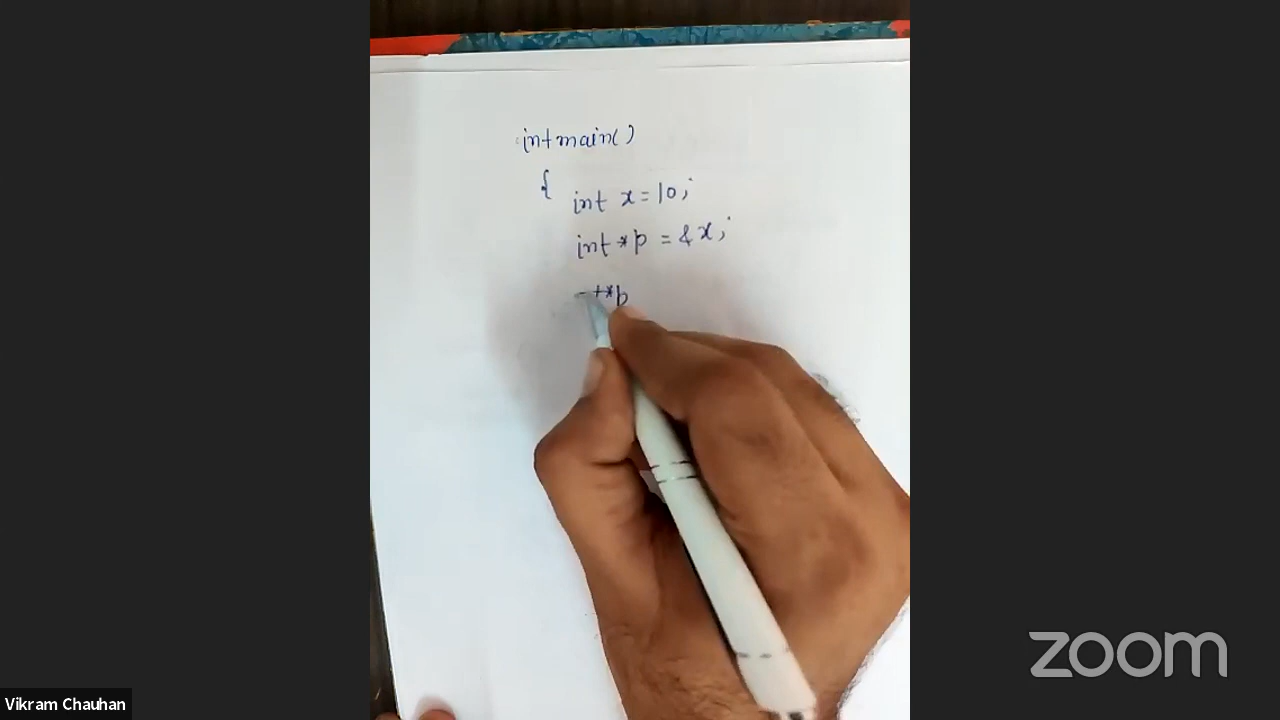 int main()
{ int x = 10;
int *p = &x;
++*p
Vikram Chauhan
zoom